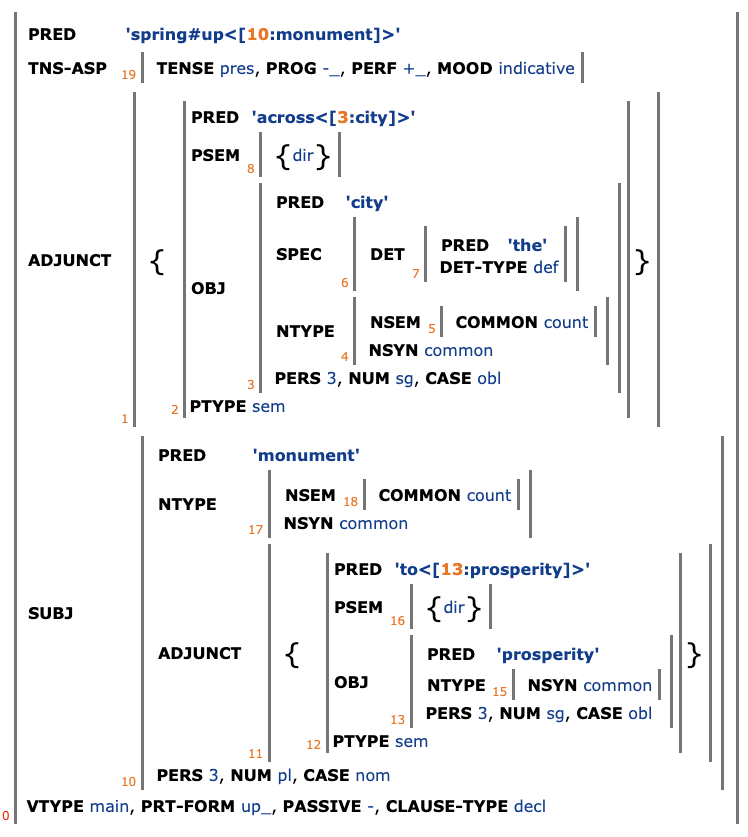 PRED 'spring#up<[10:monument]>'
TNS-ASP 19 TENSE pres, PROG -_, PERF +_, MOOD indicative
PRED 'across<[3:city]>'
PSEM 8 {dir}
PRED 'city'
SPEC 6 DET 7 PRED 'the'
DET-TYPE def
ADJUNCT {
}
OBJ
NTYPE 4 NSEM 5 COMMON count
NSYN common
3 PERS 3, NUM sg, CASE obl
1 2 PTYPE sem
PRED 'monument'
NTYPE 17 NSEM 18 COMMON count
NSYN common
PRED 'to<[13:prosperity]>'
PSEM 16 {dir}
SUBJ
ADJUNCT { PRED 'prosperity' }
OBJ NTYPE 15 NSYN common
13 PERS 3, NUM sg, CASE obl
11 12 PTYPE sem
10 PERS 3, NUM pl, CASE nom
0 VTYPE main, PRT-FORM up_, PASSIVE -, CLAUSE-TYPE decl